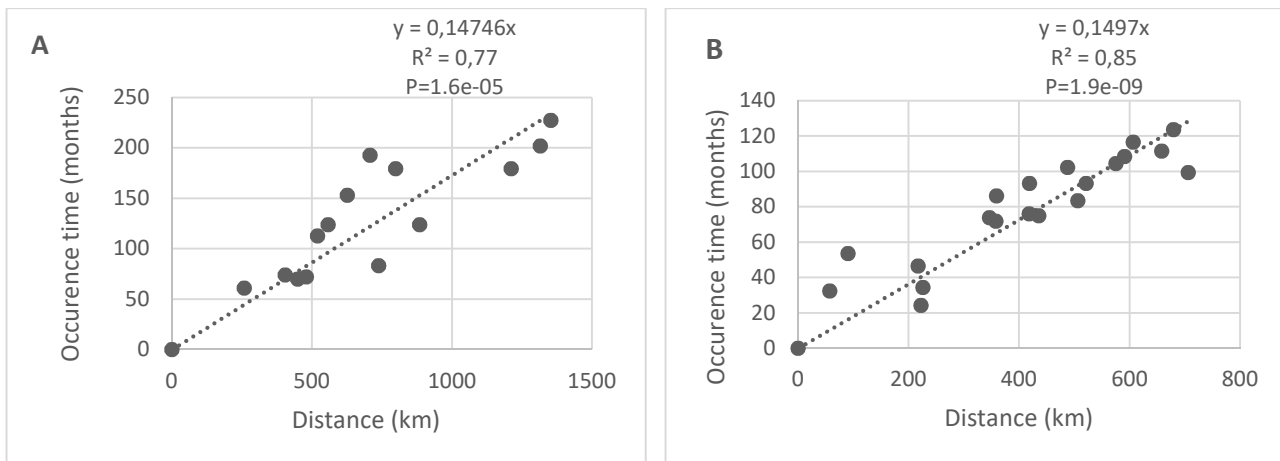 A
y = 0,14746x
R² = 0,77
P=1.6e-05
Occurence time (months)
250
200
150
100
50
0
0 500 1000 1500
Distance (km)
B
y = 0,1497x
R² = 0,85
P=1.9e-09
Occurence time (months)
140
120
100
80
60
40
20
0
0 200 400 600 800
Distance (km)